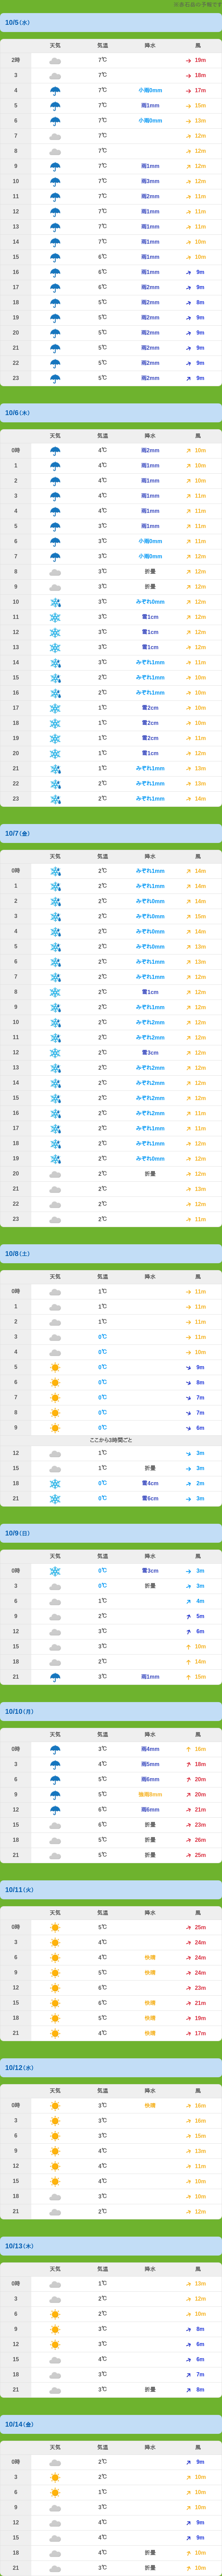 10/5(水)
天気 気温 降水 風
2時 7℃ 19m
3 7℃ 18m
4 7℃ 小雨0mm 17m
5 7℃ 雨1mm 15m
6 7℃ 小雨0mm 13m
7 7℃ 12m
8 7℃ 12m
9 7℃ 雨1mm 12m
10 7℃ 雨3mm 12m
11 7℃ 雨2mm 11m
12 7℃ 雨1mm 11m
13 7℃ 雨1mm 11m
14 7℃ 雨1mm 10m
15 6℃ 雨1mm 10m
16 6℃ 雨1mm 9m
17 6℃ 雨2mm 9m
18 5℃ 雨2mm 8m
19 5℃ 雨2mm 9m
20 5℃ 雨2mm 9m
21 5℃ 雨2mm 9m
22 5℃ 雨2mm 9m
23 5℃ 雨2mm 9m
10/6(木)
天気 気温 降水 風
0時 4℃ 雨2mm 10m
1 4℃ 雨1mm 10m
2 4℃ 雨1mm 10m
3 4℃ 雨1mm 11m
4 4℃ 雨1mm 11m
5 3℃ 雨1mm 11m
6 3℃ 小雨0mm 11m
7 3℃ 小雨0mm 12m
8 3℃ 折曇 12m
9 3℃ 折曇 12m
10 3℃ みぞれ0mm 12m
11 3℃ 雪1cm 12m
12 3℃ 雪1cm 12m
13 3℃ 雪1cm 12m
14 3℃ みぞれ1mm 11m
15 2℃ みぞれ1mm 10m
16 2℃ みぞれ1mm 10m
17 1℃ 雪2cm 10m
18 1℃ 雪2cm 10m
19 1℃ 雪2cm 11m
20 1℃ 雪1cm 12m
21 1℃ みぞれ1mm 13m
22 2℃ みぞれ1mm 13m
23 2℃ みぞれ1mm 14m
10/7(金)
天気 気温 降水 風
0時 2℃ みぞれ1mm 14m
1 2℃ みぞれ1mm 14m
2 2℃ みぞれ0mm 14m
3 2℃ みぞれ0mm 15m
4 2℃ みぞれ0mm 14m
5 2℃ みぞれ0mm 13m
6 2℃ みぞれ1mm 13m
7 2℃ みぞれ1mm 12m
8 2℃ 雪1cm 12m
9 2℃ みぞれ1mm 12m
10 2℃ みぞれ2mm 12m
11 2℃ みぞれ2mm 12m
12 2℃ 雪3cm 12m
13 2℃ みぞれ2mm 12m
14 2℃ みぞれ2mm 12m
15 2℃ みぞれ2mm 12m
16 2℃ みぞれ2mm 11m
17 2℃ みぞれ1mm 11m
18 2℃ みぞれ1mm 12m
19 2℃ みぞれ0mm 12m
20 2℃ 折曇 12m
21 2℃ 12m
22 2℃ 12m
23 2℃ 11m
10/8(土)
天気 気温 降水 風
0時 1℃ 11m
1 1℃ 11m
2 1℃ 11m
3 0℃ 11m
4 0℃ 10m
5 0℃ 9m
6 0℃ 8m
7 0℃ 7m
8 0℃ 7m
9 0℃ 6m
ここから3時間ごと
12 1℃ 3m
15 1℃ 折曇 3m
18 0℃ 雪4cm 2m
21 0℃ 雪6cm 3m
10/9(日)
天気 気温 降水 風
0時 0℃ 雪3cm 3m
3 0℃ 折曇 3m
6 1℃ 4m
9 2℃ 5m
12 3℃ 6m
15 3℃ 10m
18 2℃ 14m
21 3℃ 雨1mm 15m
10/10(月)
天気 気温 降水 風
0時 3℃ 雨4mm 16m
3 4℃ 雨5mm 18m
6 5℃ 雨6mm 20m
9 5℃ 強雨8mm 20m
12 6℃ 雨6mm 21m
15 6℃ 折曇 23m
18 5℃ 折曇 26m
21 5℃ 折曇 25m
10/11(火)
天気 気温 降水 風
0時 5℃ 25m
3 4℃ 24m
6 4℃ 快晴 24m
9 5℃ 快晴 24m
12 6℃ 23m
15 6℃ 快晴 21m
18 5℃ 快晴 19m
21 4℃ 快晴 17m
10/12(水)
天気 気温 降水 風
0時 3℃ 快晴 16m
3 3℃ 16m
6 3℃ 15m
9 4℃ 13m
12 4℃ 11m
15 4℃ 10m
18 3℃ 10m
21 2℃ 12m
10/13(木)
天気 気温 降水 風
0時 1℃ 13m
3 2℃ 12m
6 2℃ 10m
9 3℃ 8m
12 3℃ 6m
15 4℃ 6m
18 3℃ 7m
21 3℃ 折曇 8m
10/14(金)
天気 気温 降水 風
0時 2℃ 9m
3 2℃ 10m
6 1℃ 10m
9 3℃ 10m
12 4℃ 9m
15 4℃ 9m
18 4℃ 折曇 10m
21 3℃ 折曇 10m